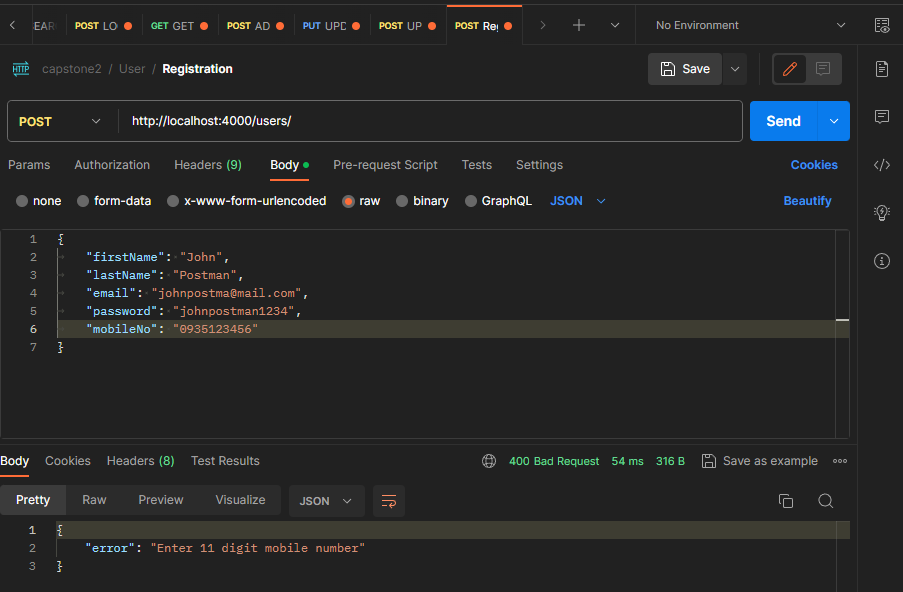 EAR POST LO GET GET POST AD PUT UPD POST UP POST Reg No Environment
HTTP capstone2 / User / Registration Save
POST http://localhost:4000/users/ Send
Params Authorization Headers (9) Body Pre-request Script Tests Settings Cookies
none form-data x-www-form-urlencoded raw binary GraphQL JSON Beautify
1 {
2 "firstName": "John",
3 "lastName": "Postman",
4 "email": "johnpostma@mail.com",
5 "password": "johnpostman1234",
6 "mobileNo": "0935123456"
7 }
Body Cookies Headers (8) Test Results 400 Bad Request 54 ms 316 B Save as example
Pretty Raw Preview Visualize JSON
1 {
2 "error": "Enter 11 digit mobile number"
3 }